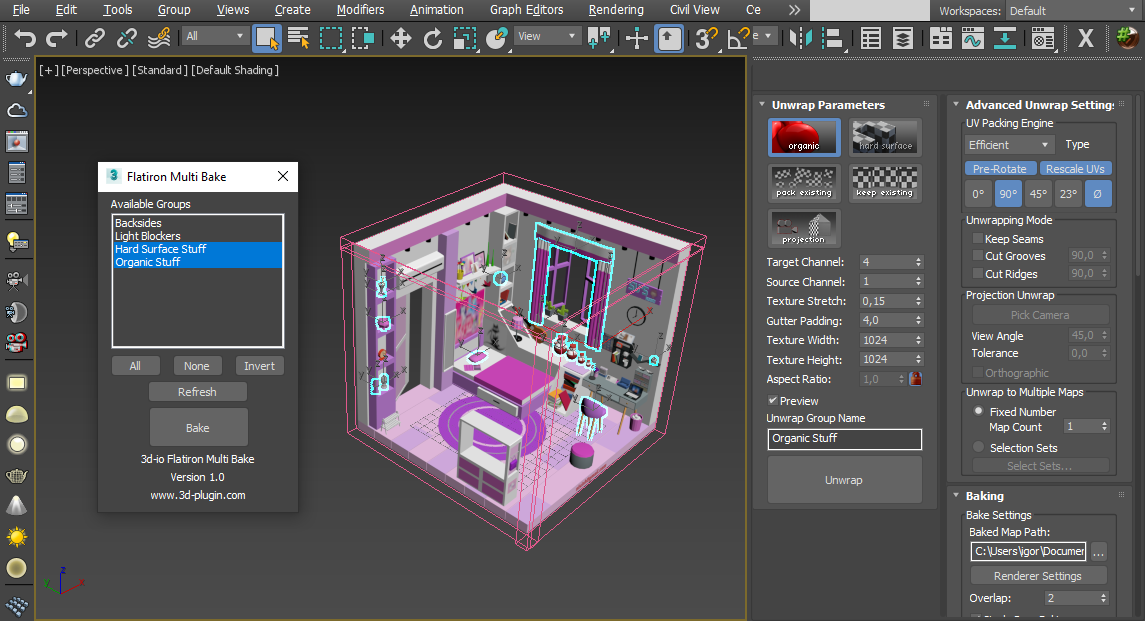 File Edit Tools Group Views Create Modifiers Animation Graph Editors Rendering Civil View Ce Workspaces: Default
All View
[+] [Perspective] [Standard] [Default Shading]
3 Flatiron Multi Bake
Available Groups
Backsides
Light Blockers
Hard Surface Stuff
Organic Stuff
All None Invert
Refresh
Bake
3d-io Flatiron Multi Bake
Version 1.0
www.3d-plugin.com
Unwrap Parameters
organic hard surface
pack existing keep existing
projection
Target Channel: 4
Source Channel: 1
Texture Stretch: 0,15
Gutter Padding: 4,0
Texture Width: 1024
Texture Height: 1024
Aspect Ratio: 1,0
Preview
Unwrap Group Name
Organic Stuff
Unwrap
Advanced Unwrap Settings
UV Packing Engine
Efficient Type
Pre-Rotate Rescale UVs
0° 90° 45° 23° Ø
Unwrapping Mode
Keep Seams
Cut Grooves 90,0
Cut Ridges 90,0
Projection Unwrap
Pick Camera
View Angle 45,0
Tolerance 0,0
Orthographic
Unwrap to Multiple Maps
Fixed Number
Map Count 1
Selection Sets
Select Sets...
Baking
Bake Settings
Baked Map Path:
C:\Users\igor\Documer ...
Renderer Settings
Overlap: 2